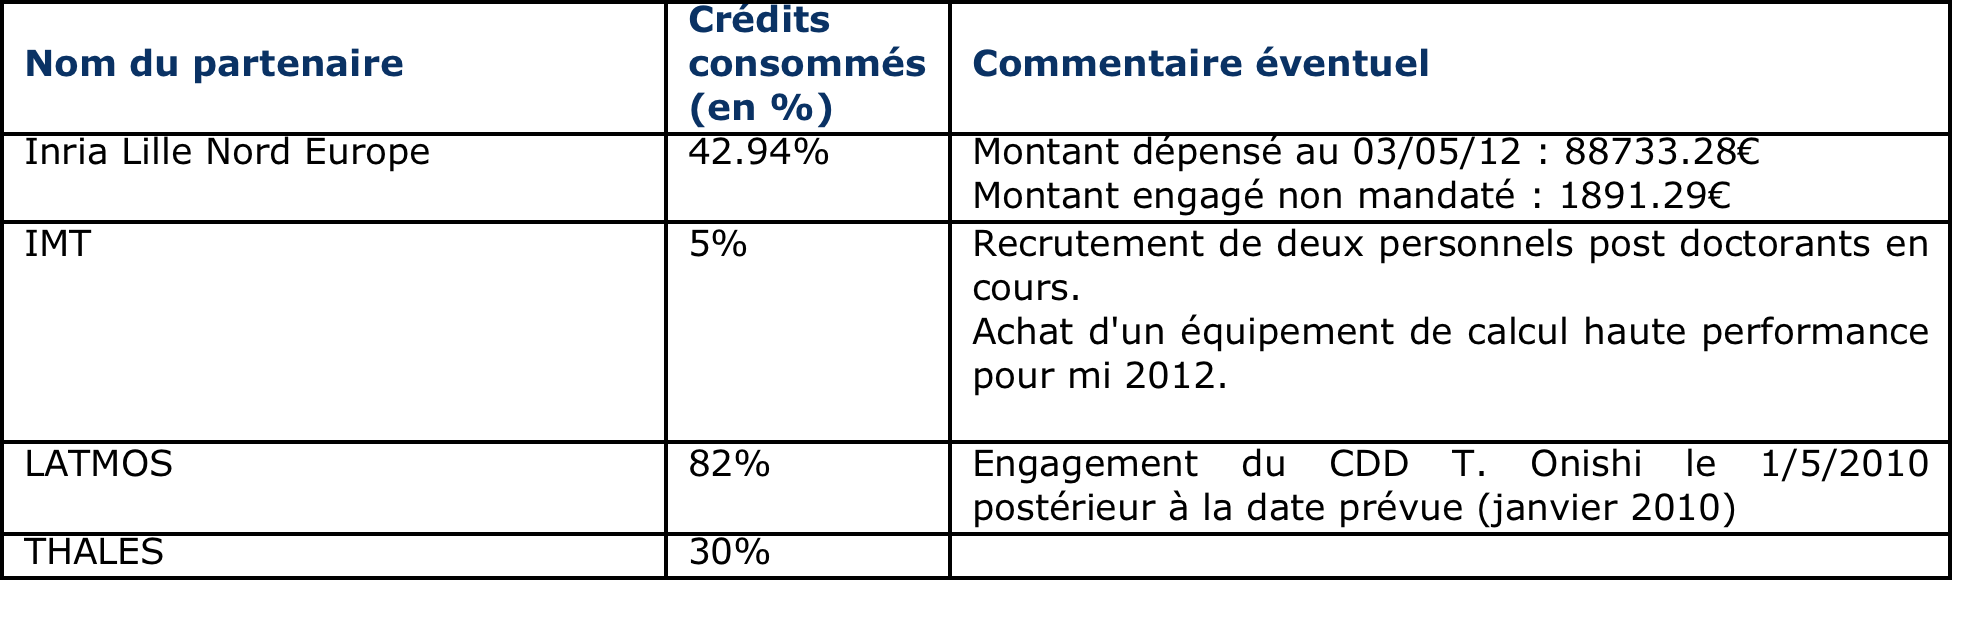 Nom du partenaire
Crédits
consommés
(en %)
Commentaire éventuel
Inria Lille Nord Europe
42.94%
Montant dépensé au 03/05/12 : 88733.28€
Montant engagé non mandaté : 1891.29€
IMT
5%
Recrutement de deux personnels post doctorants en
cours.
Achat d'un équipement de calcul haute performance
pour mi 2012.
LATMOS
82%
Engagement du CDD T. Onishi le 1/5/2010
postérieur à la date prévue (janvier 2010)
THALES
30%